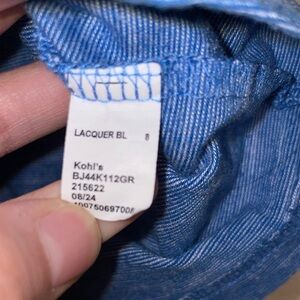 LACQUER BL 8
Kohl's
BJ44K112GR
215622
08/24